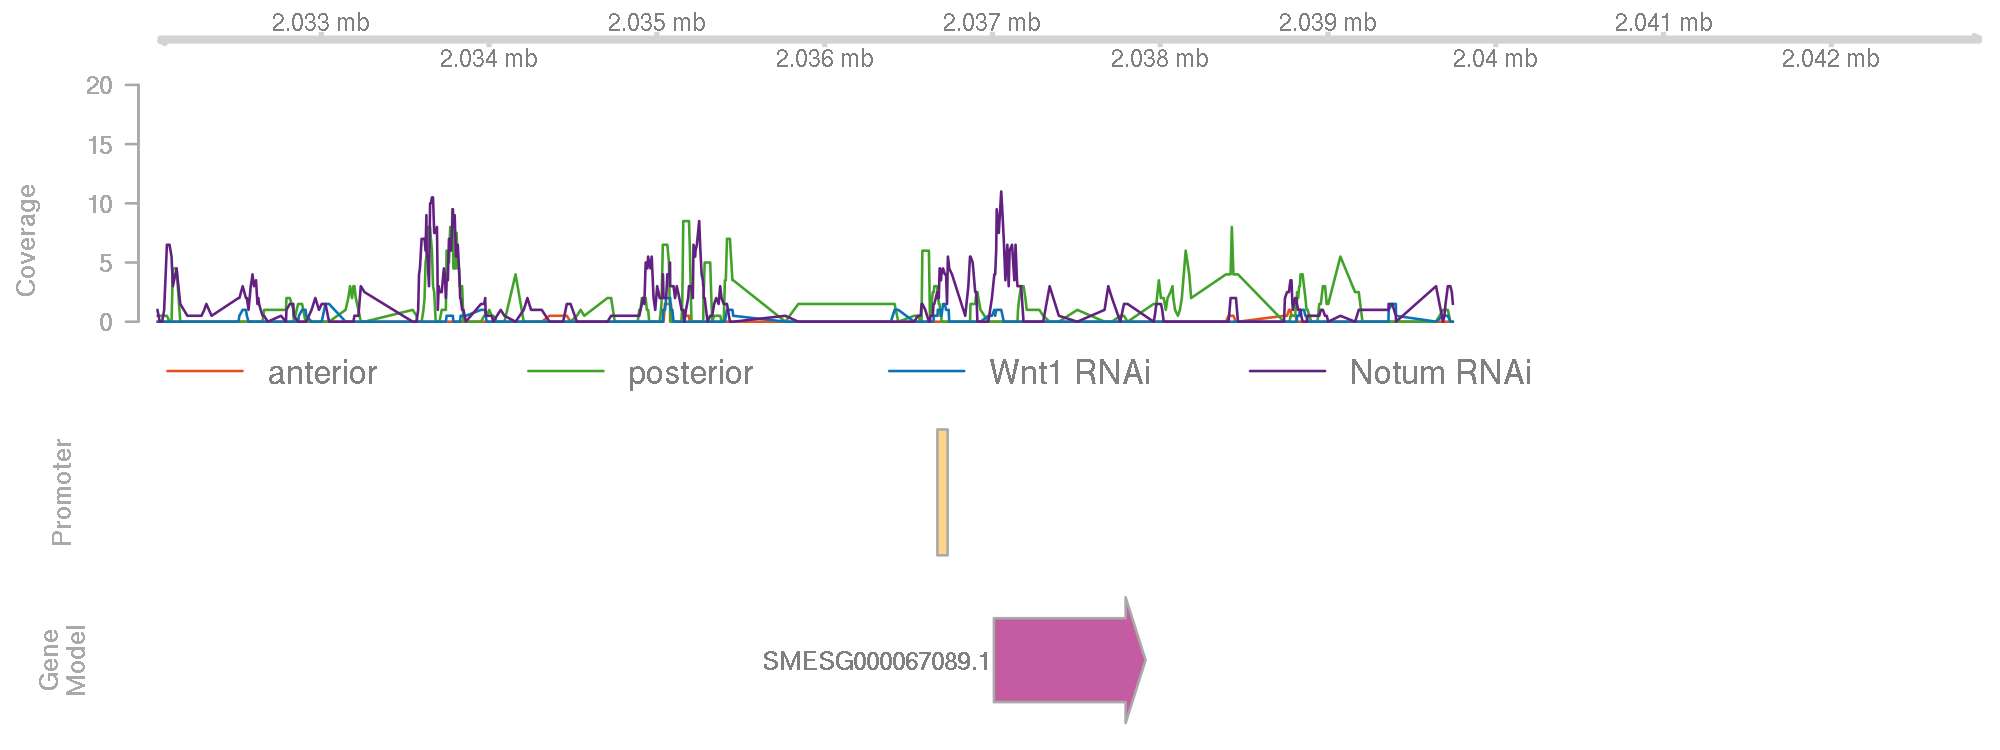 2.033 mb 2.035 mb 2.037 mb 2.039 mb 2.041 mb
2.034 mb 2.036 mb 2.038 mb 2.04 mb 2.042 mb
Coverage
20
15
10
5
0
anterior posterior Wnt1 RNAi Notum RNAi
Promoter
Gene
Model
SMESG000067089.1